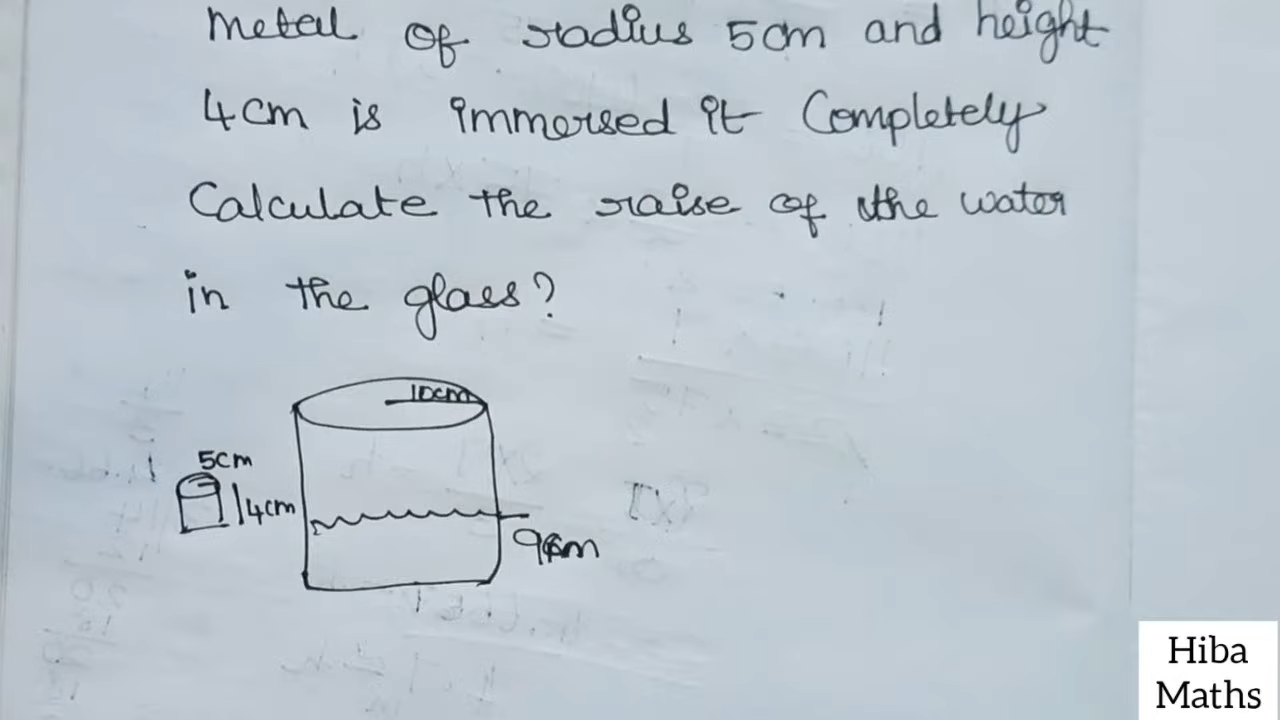 metal of radius 5cm and height
4cm is immersed it Completely
Calculate the raise of the water
in the glass?
10cm
5cm
4cm
Hiba
Maths